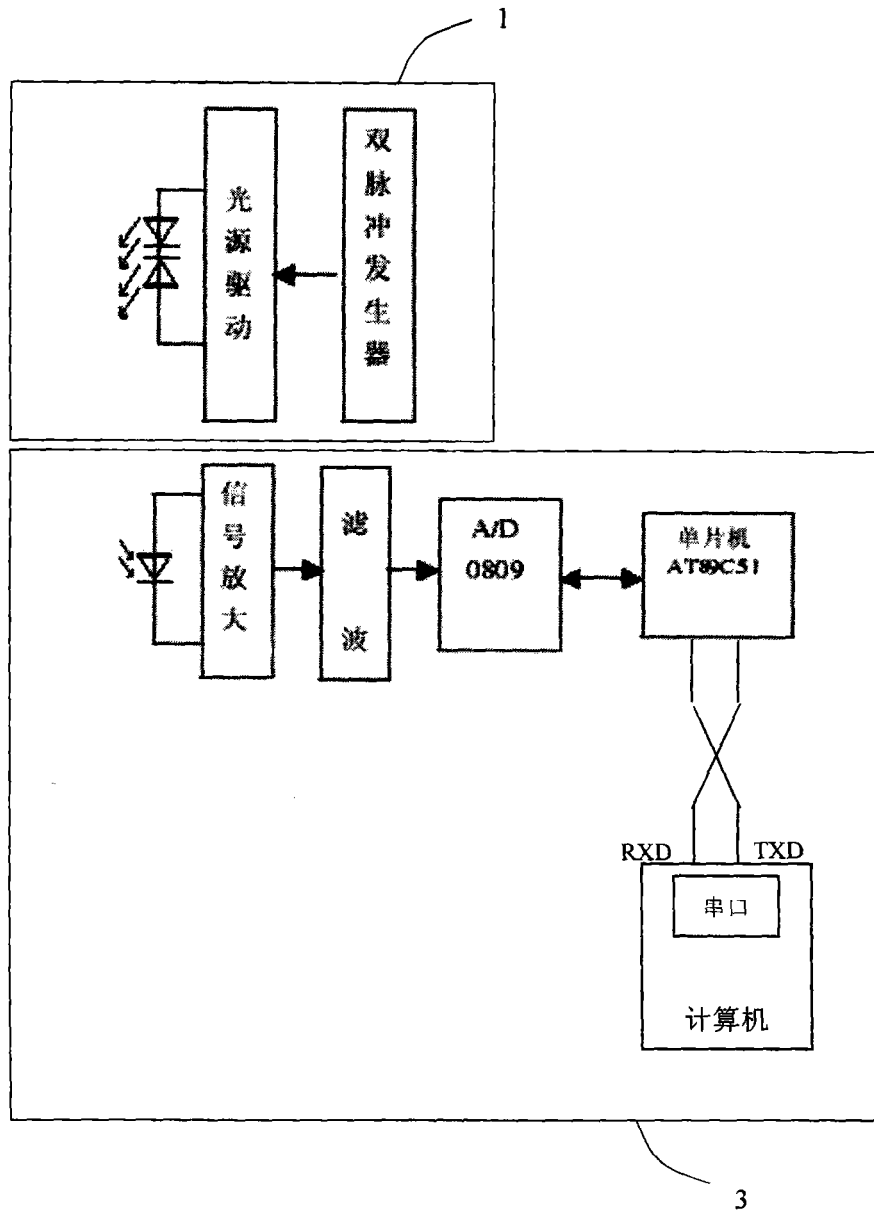 1
光源驱动
双脉冲发生器
信号放大
滤波
A/D
0809
单片机
AT89C51
RXD
TXD
串口
计算机
3